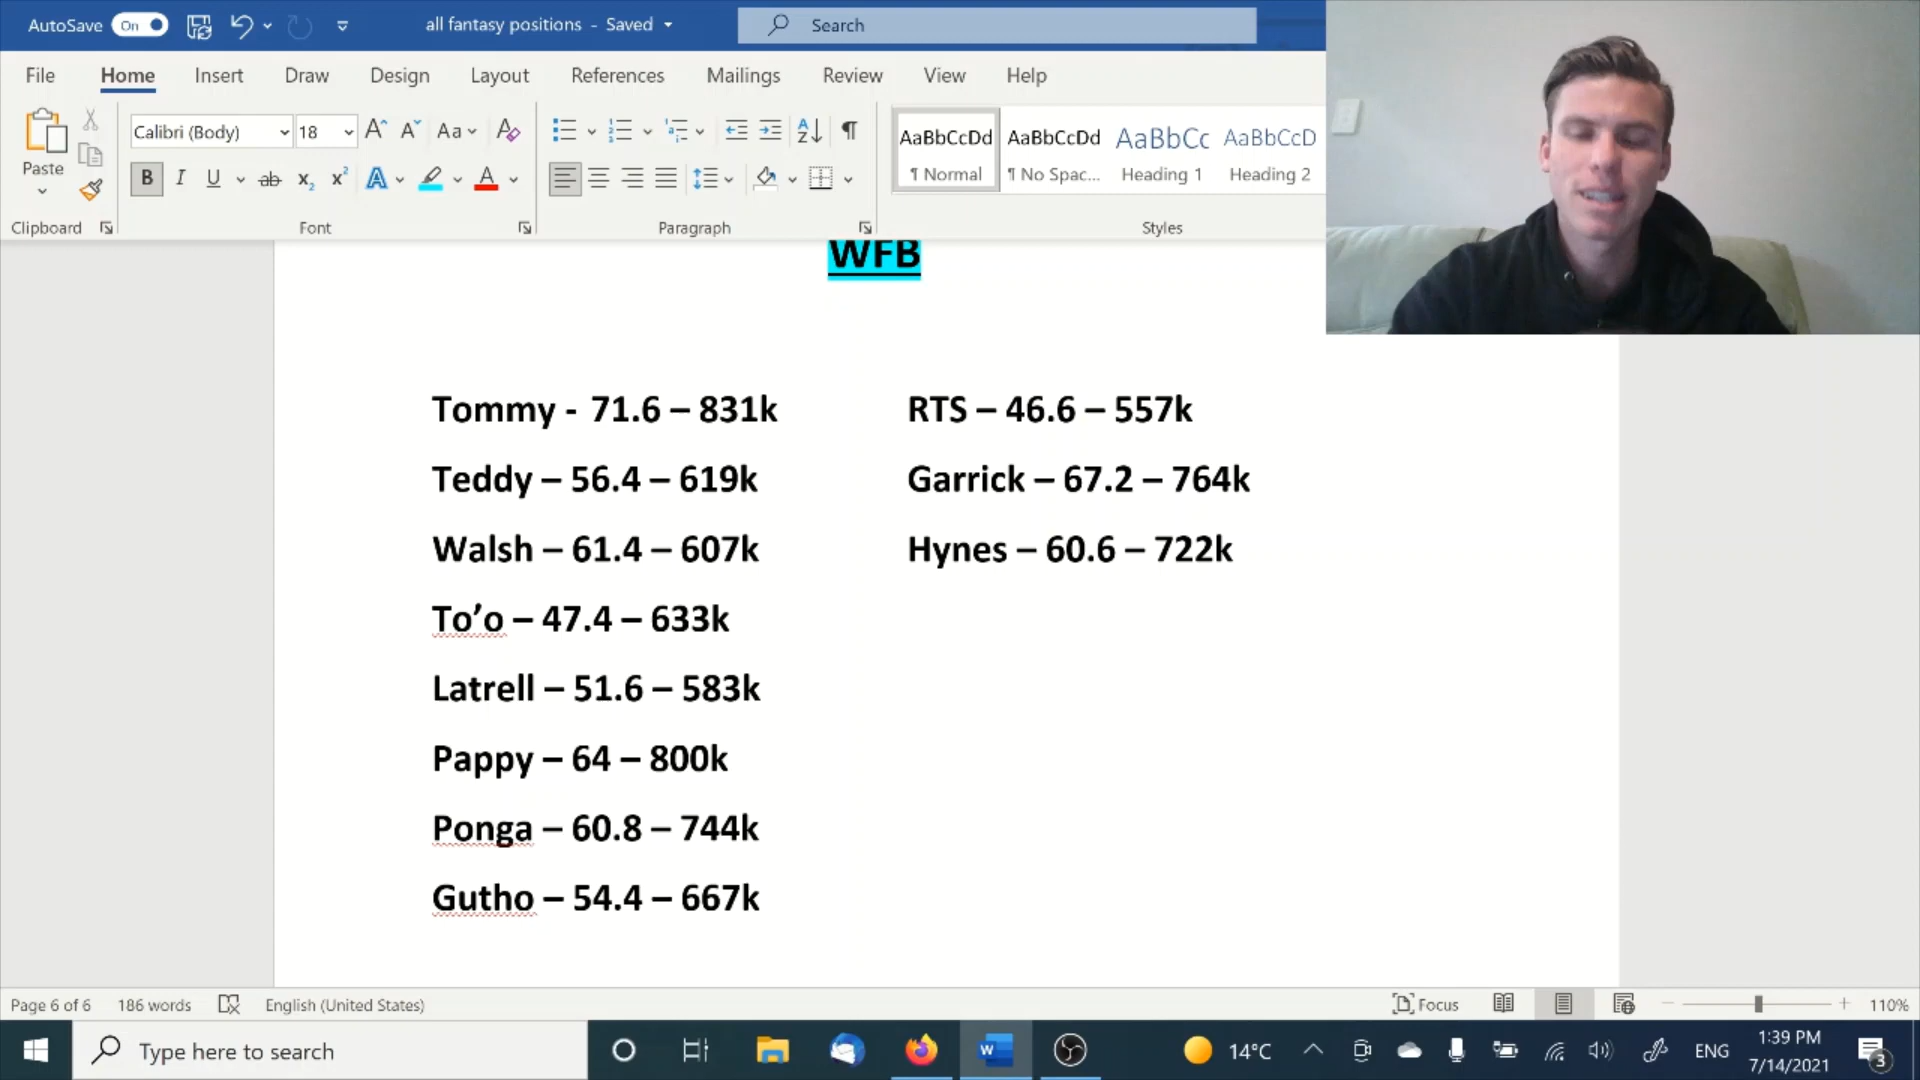 AutoSave On all fantasy positions - Saved Search
File Home Insert Draw Design Layout References Mailings Review View Help
Paste
Calibri (Body) 18
Aa
B I U ab x₂ x²
AaBbCcDd AaBbCcDd AaBbCc AaBbCcD
¶ Normal ¶ No Spac... Heading 1 Heading 2
Clipboard Font Paragraph Styles
WFB
Tommy - 71.6 – 831k
Teddy – 56.4 – 619k
Walsh – 61.4 – 607k
To’o – 47.4 – 633k
Latrell – 51.6 – 583k
Pappy – 64 – 800k
Ponga – 60.8 – 744k
Gutho – 54.4 – 667k
RTS – 46.6 – 557k
Garrick – 67.2 – 764k
Hynes – 60.6 – 722k
Page 6 of 6 186 words English (United States) Focus 110%
Type here to search
14°C
ENG
1:39 PM
7/14/2021
3